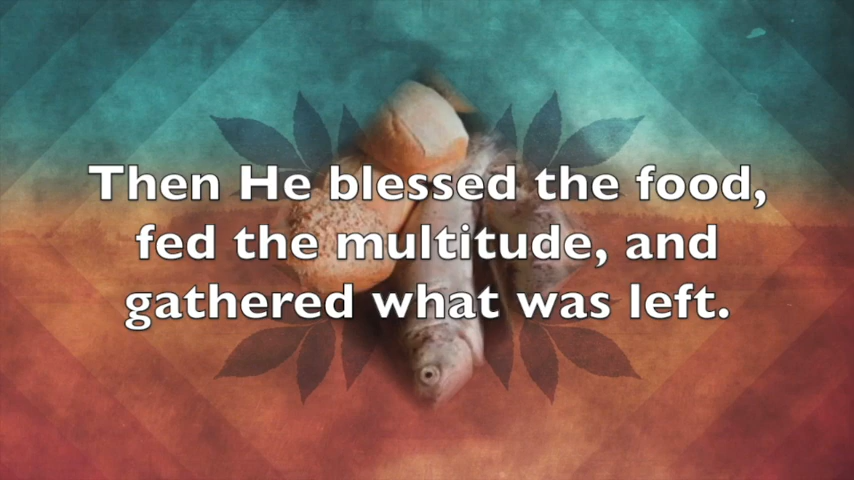 Then He blessed the food,
fed the multitude, and
gathered what was left.